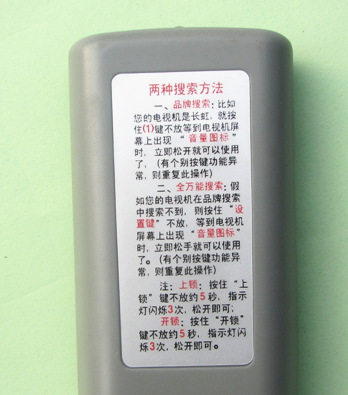 两种搜索方法
一、品牌搜索：比如
您的电视机是长虹，就按
住(1)键不放等到电视机屏
幕上出现“音量图标”
时，立即松开就可以使用
了，（有个别按键功能异
常，则重复此操作）
二、全万能搜索：假
如您的电视机在品牌搜索
中搜索不到，则按住“设
置键”不放，等到电视机
屏幕上出现“音量图标”
时，立即松手就可以使用
了。（有个别按键功能异
常，则重复此操作）
注：上锁：按住“上
锁”键不放约5秒，指示
灯闪烁3次，松开即可；
开锁：按住“开锁”
键不放约5秒，指示灯闪
烁3次，松开即可。